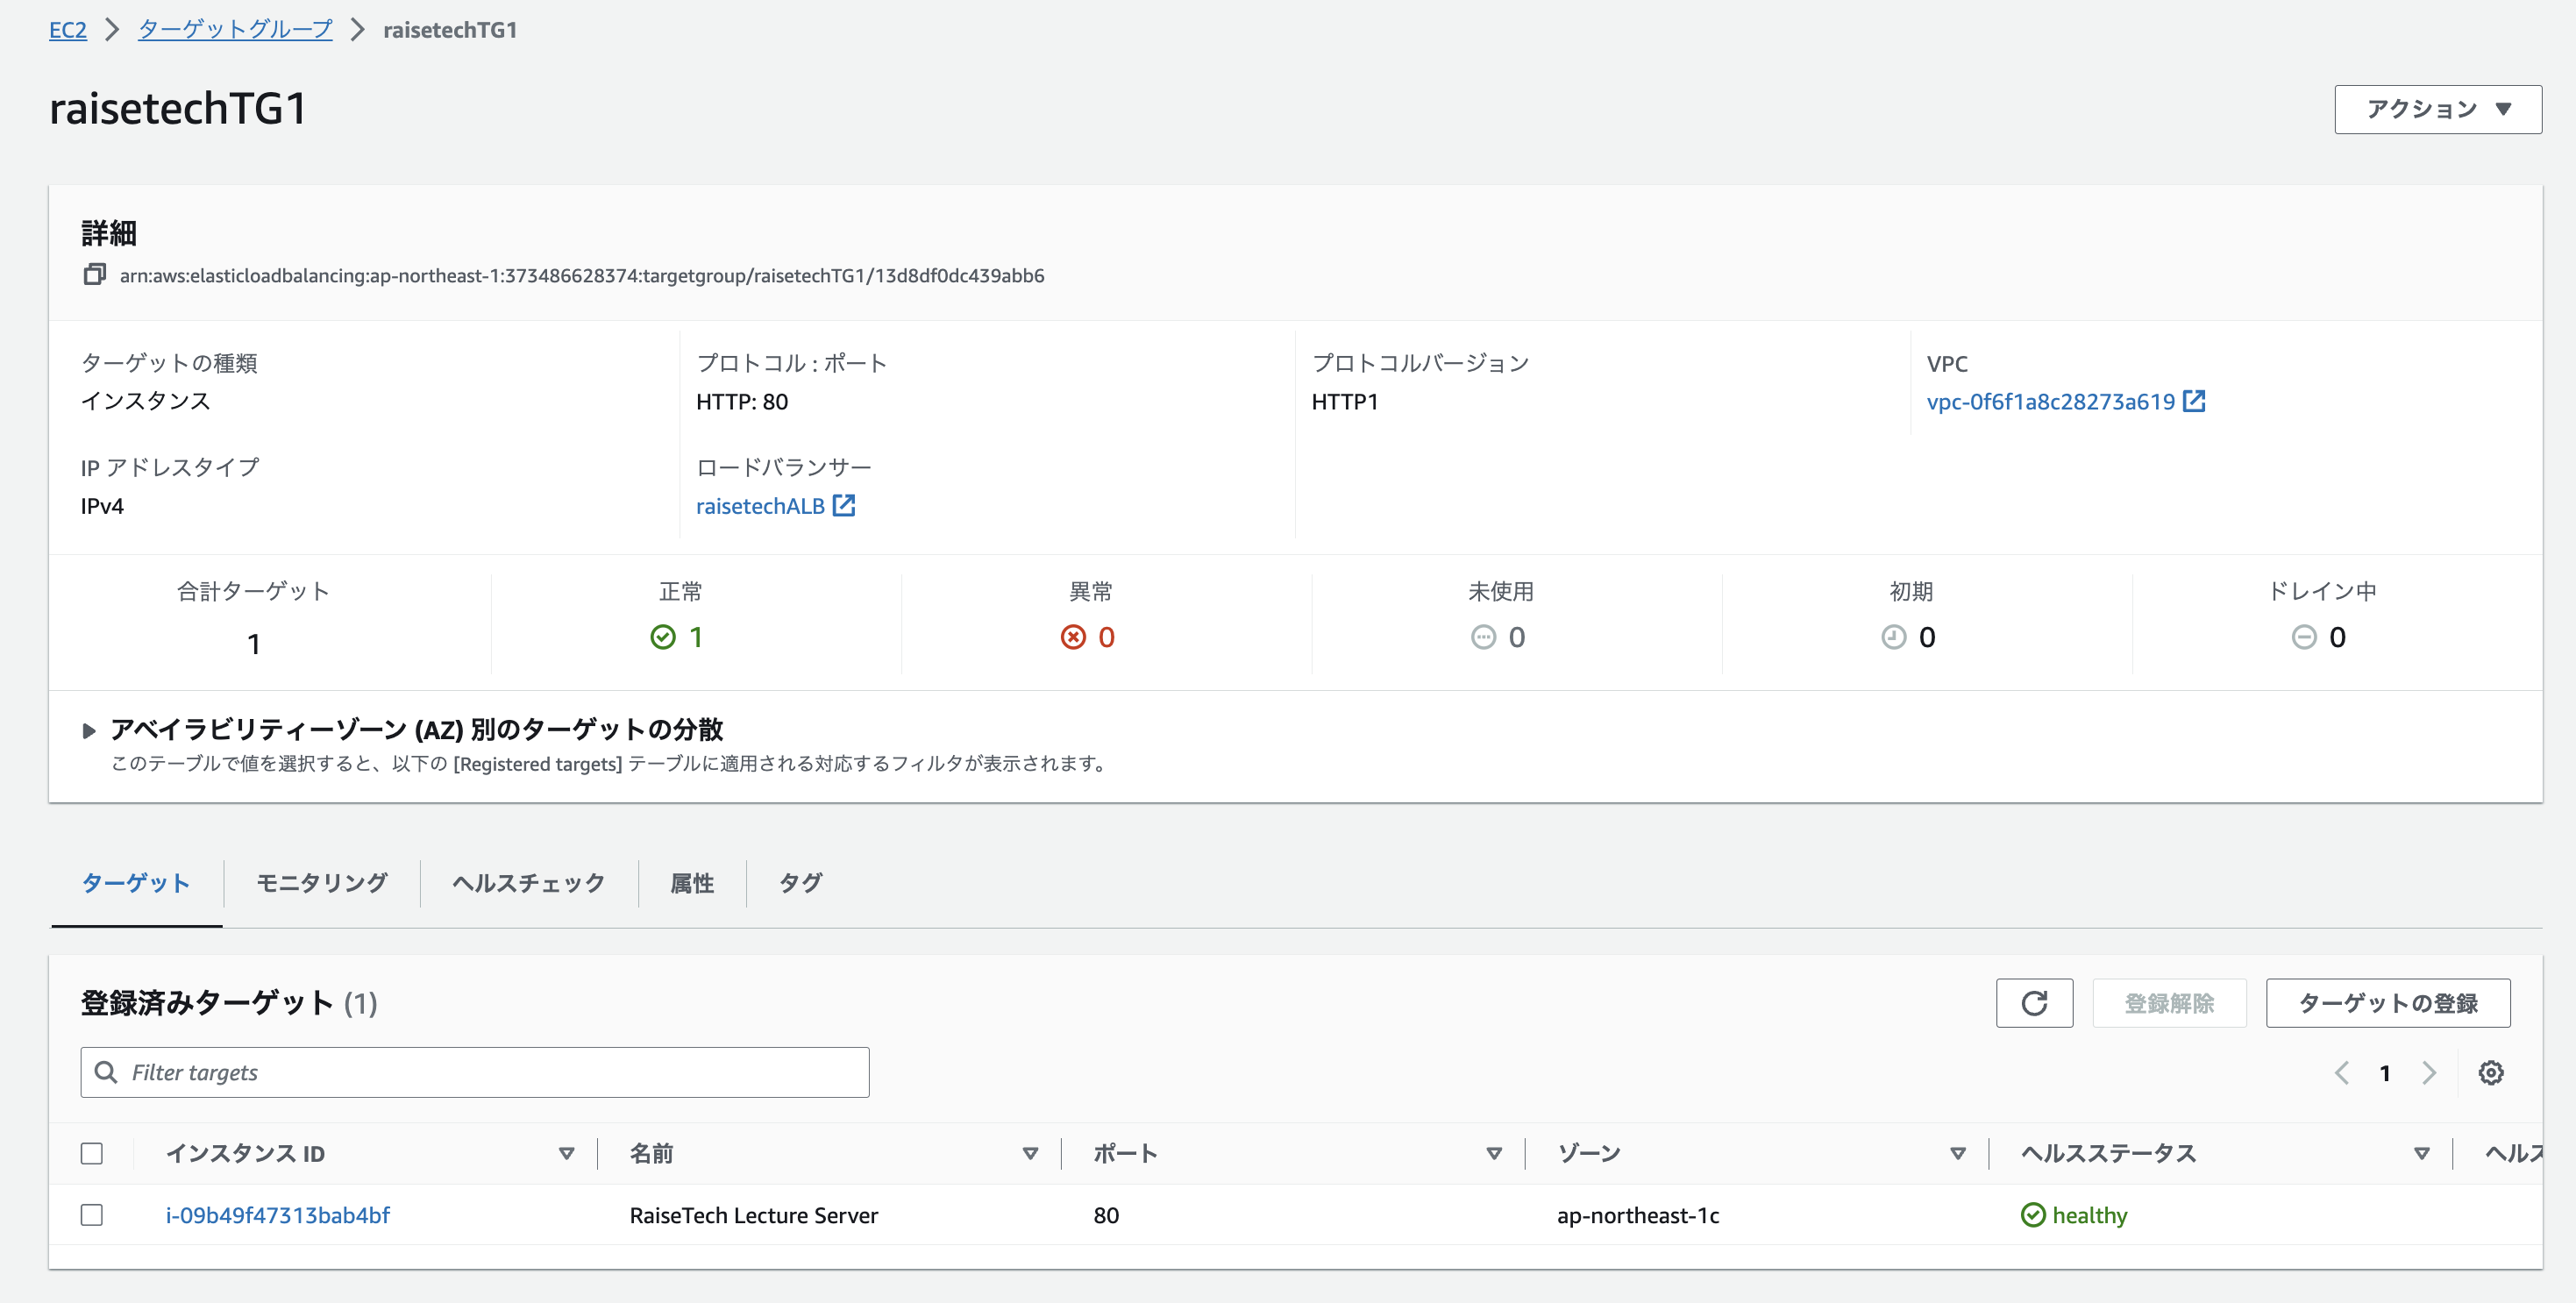 EC2 > ターゲットグループ > raisetechTG1
raisetechTG1
アクション ▼
詳細
arn:aws:elasticloadbalancing:ap-northeast-1:373486628374:targetgroup/raisetechTG1/13d8df0dc439abb6
ターゲットの種類
インスタンス
プロトコル : ポート
HTTP: 80
プロトコルバージョン
HTTP1
VPC
vpc-0f6f1a8c28273a619
IP アドレスタイプ
IPv4
ロードバランサー
raisetechALB
合計ターゲット
1
正常
1
異常
0
未使用
0
初期
0
ドレイン中
0
アベイラビリティーゾーン (AZ) 別のターゲットの分散
このテーブルで値を選択すると、以下の [Registered targets] テーブルに適用される対応するフィルタが表示されます。
ターゲット モニタリング ヘルスチェック 属性 タグ
登録済みターゲット (1)
登録解除 ターゲットの登録
Filter targets
1
インスタンス ID 名前 ポート ゾーン ヘルスステータス ヘルス
i-09b49f47313bab4bf RaiseTech Lecture Server 80 ap-northeast-1c healthy